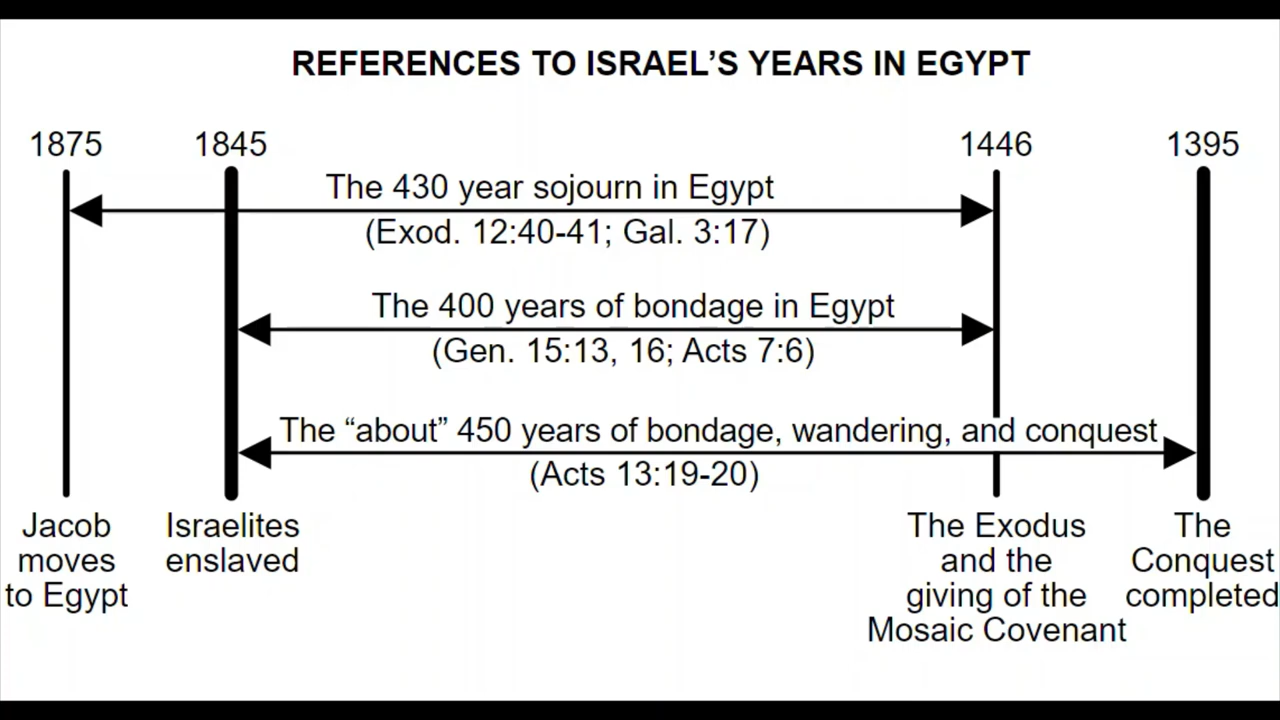 REFERENCES TO ISRAEL’S YEARS IN EGYPT
1875 1845 1446 1395
The 430 year sojourn in Egypt
(Exod. 12:40-41; Gal. 3:17)
The 400 years of bondage in Egypt
(Gen. 15:13, 16; Acts 7:6)
The “about” 450 years of bondage, wandering, and conquest
(Acts 13:19-20)
Jacob
moves
to Egypt
Israelites
enslaved
The Exodus
and the
giving of the
Mosaic Covenant
The
Conquest
completed